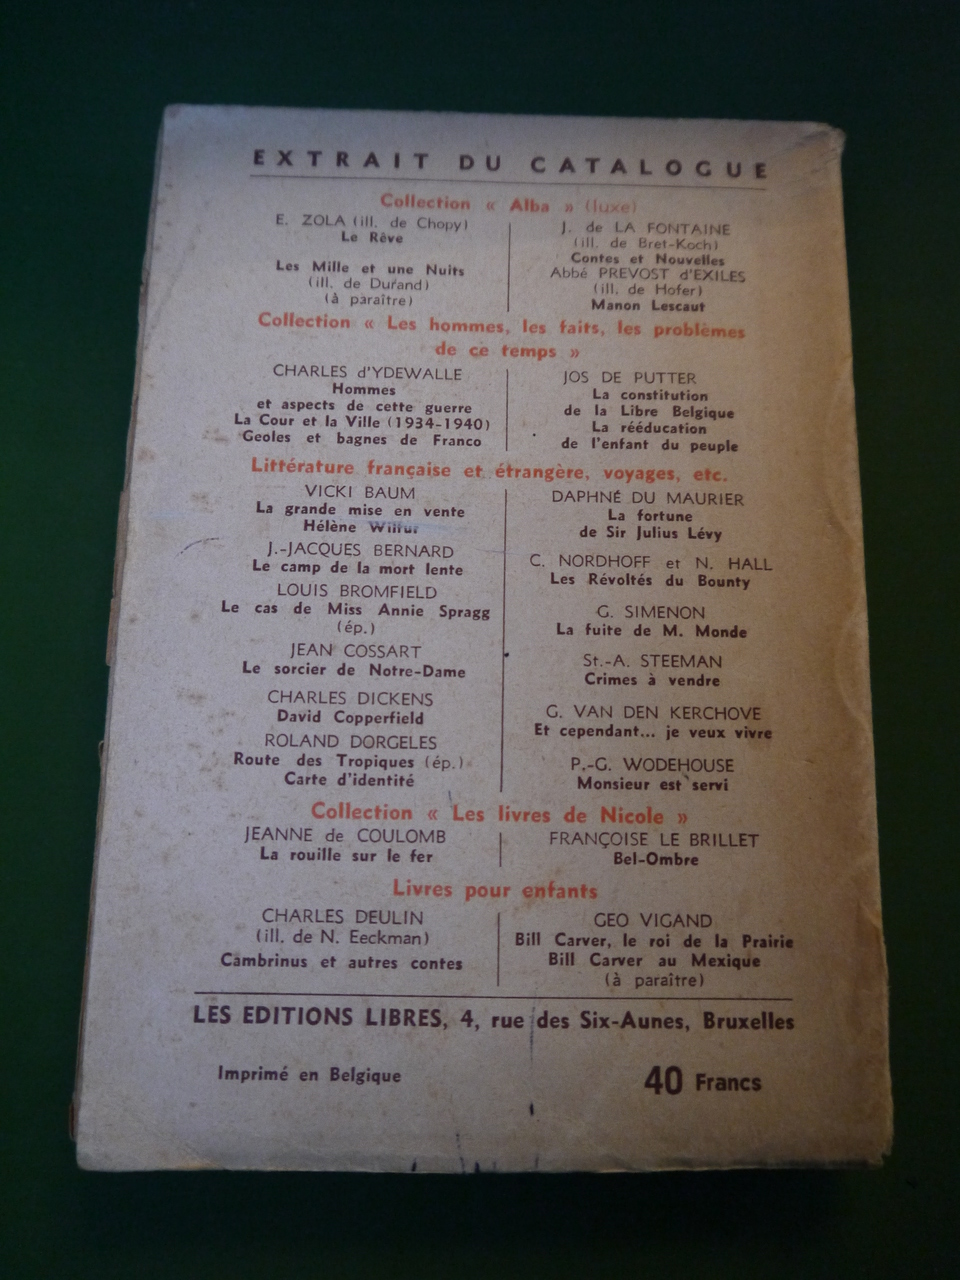 EXTRAIT DU CATALOGUE
Collection « Alba » (luxe)
E. ZOLA (ill. de Chopy)
Le Rêve
Les Mille et une Nuits
(ill. de Durand)
(à paraître)
J. de LA FONTAINE
(ill. de Bret-Koch)
Contes et Nouvelles
Abbé PREVOST d'EXILES
(ill. de Hofer)
Manon Lescaut
Collection « Les hommes, les faits, les problèmes
de ce temps »
CHARLES d'YDEWALLE
Hommes
et aspects de cette guerre
La Cour et la Ville (1934-1940)
Geoles et bagnes de Franco
JOS DE PUTTER
La constitution
de la Libre Belgique
La rééducation
de l'enfant du peuple
Littérature française et étrangère, voyages, etc.
VICKI BAUM
La grande mise en vente
Hélène
J.-JACQUES BERNARD
Le camp de la mort lente
LOUIS BROMFIELD
Le cas de Miss Annie Spragg
(ép.)
JEAN COSSART
Le sorcier de Notre-Dame
CHARLES DICKENS
David Copperfield
ROLAND DORGELES
Route des Tropiques (ép.)
Carte d'identité
DAPHNÉ DU MAURIER
La fortune
de Sir Julius Lévy
C. NORDHOFF et N. HALL
Les Révoltés du Bounty
G. SIMENON
La fuite de M. Monde
St.-A. STEEMAN
Crimes à vendre
G. VAN DEN KERCHOVE
Et cependant... je veux vivre
P.-G. WODEHOUSE
Monsieur est servi
Collection « Les livres de Nicole »
JEANNE de COULOMB
La rouille sur le fer
FRANÇOISE LE BRILLET
Bel-Ombre
Livres pour enfants
CHARLES DEULIN
(ill. de N. Eeckman)
Cambrinus et autres contes
GEO VIGAND
Bill Carver, le roi de la Prairie
Bill Carver au Mexique
(à paraître)
LES EDITIONS LIBRES, 4, rue des Six-Aunes, Bruxelles
Imprimé en Belgique
40 Francs